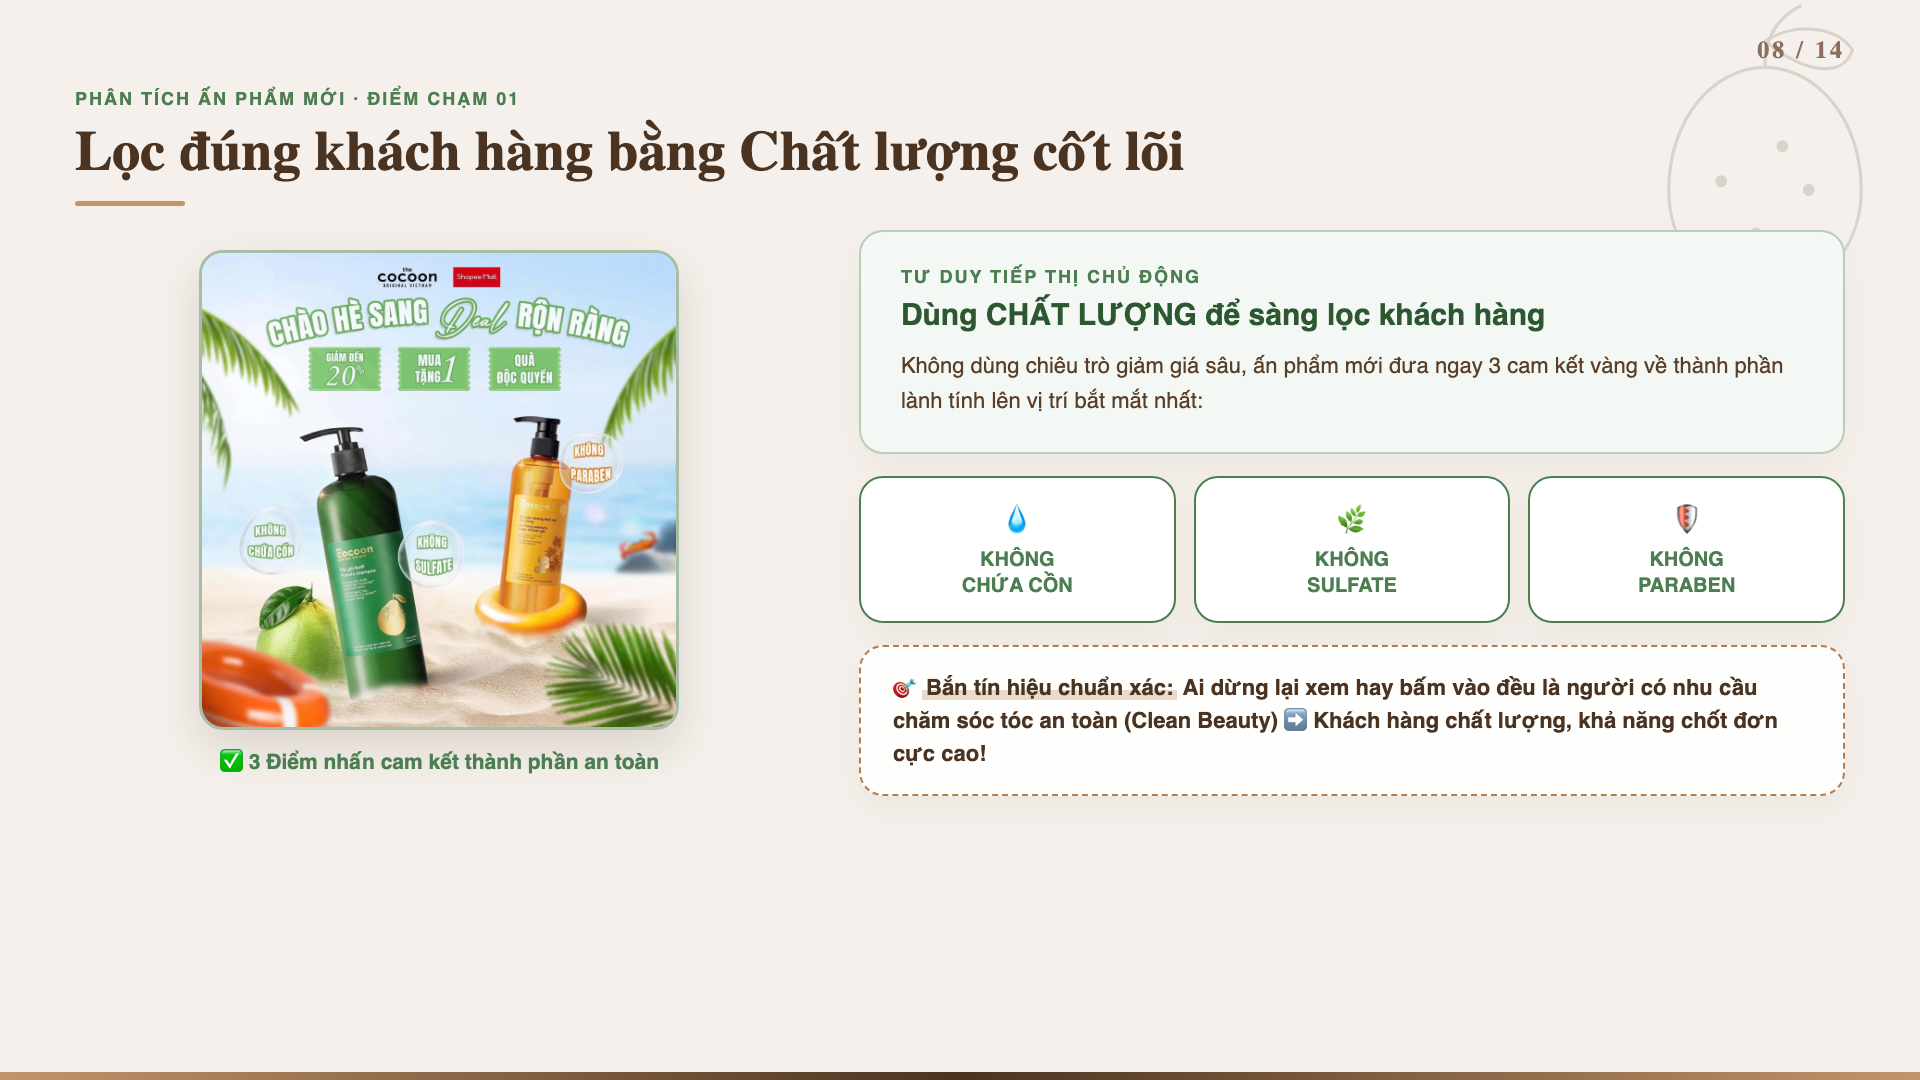 08 / 14
PHÂN TÍCH ẤN PHẨM MỚI · ĐIỂM CHẠM 01
Lọc đúng khách hàng bằng Chất lượng cốt lõi
the
cocoon
ORIGINAL VIETNAM
Shopee Mall
CHÀO HÈ SANG Deal RỘN RÀNG
GIẢM ĐẾN
20%
MUA 1
TẶNG
QUÀ
ĐỘC QUYỀN
KHÔNG
PARABEN
KHÔNG
CHỨA CỒN
KHÔNG
SULFATE
cocoon
cocoon
✅ 3 Điểm nhấn cam kết thành phần an toàn
TƯ DUY TIẾP THỊ CHỦ ĐỘNG
Dùng CHẤT LƯỢNG để sàng lọc khách hàng
Không dùng chiêu trò giảm giá sâu, ấn phẩm mới đưa ngay 3 cam kết vàng về thành phần
lành tính lên vị trí bắt mắt nhất:
💧
KHÔNG
CHỨA CỒN
🌿
KHÔNG
SULFATE
🛡️
KHÔNG
PARABEN
🎯 Bắn tín hiệu chuẩn xác: Ai dừng lại xem hay bấm vào đều là người có nhu cầu
chăm sóc tóc an toàn (Clean Beauty) ➡️ Khách hàng chất lượng, khả năng chốt đơn
cực cao!